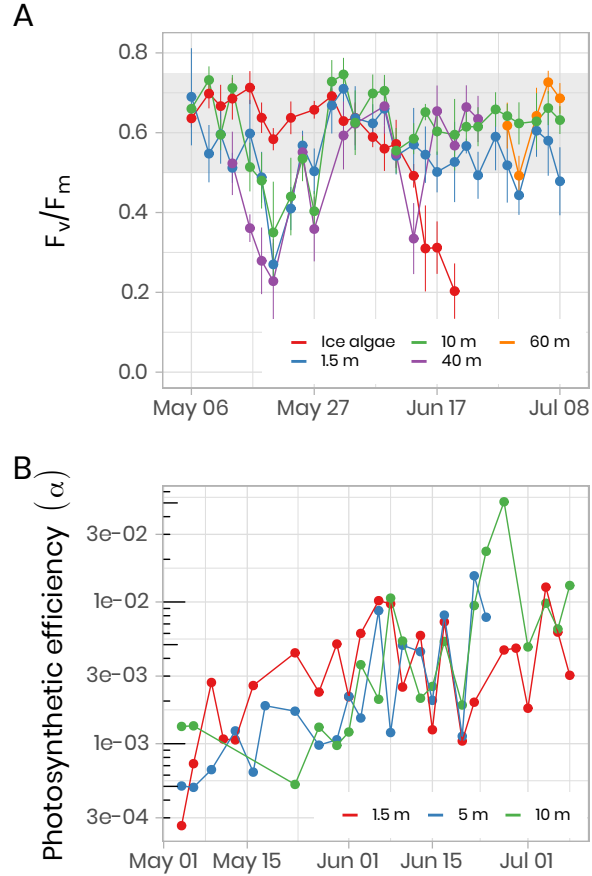 A
0.8
0.6
0.4
0.2
0.0
Fv/Fm
Ice algae
10 m
60 m
1.5 m
40 m
May 06
May 27
Jun 17
Jul 08
B
3e-02
1e-02
3e-03
1e-03
3e-04
Photosynthetic efficiency (α)
1.5 m
5 m
10 m
May 01
May 15
Jun 01
Jun 15
Jul 01